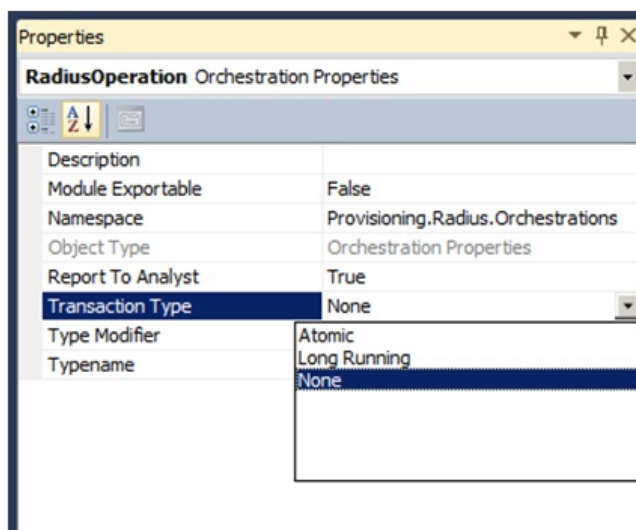 Properties
RadiusOperation Orchestration Properties
Description
Module Exportable False
Namespace Provisioning.Radius.Orchestrations
Object Type Orchestration Properties
Report To Analyst True
Transaction Type None
Type Modifier
Atomic
Long Running
Typename
None